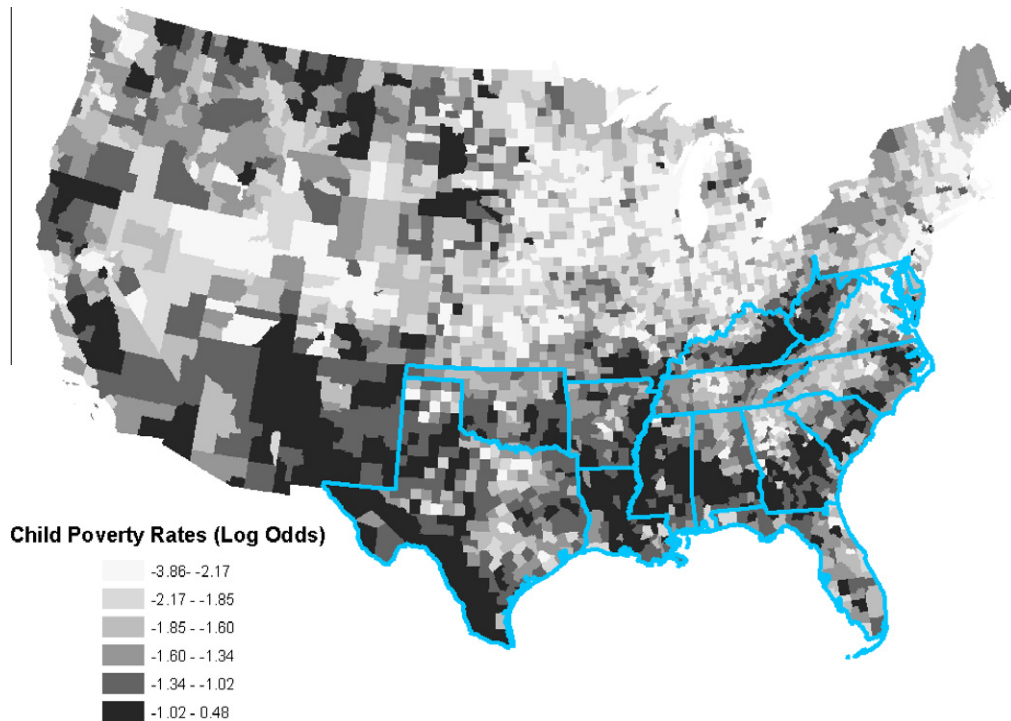 Child Poverty Rates (Log Odds)
-3.86- -2.17
-2.17 - -1.85
-1.85 - -1.60
-1.60 - -1.34
-1.34 - -1.02
-1.02 - 0.48